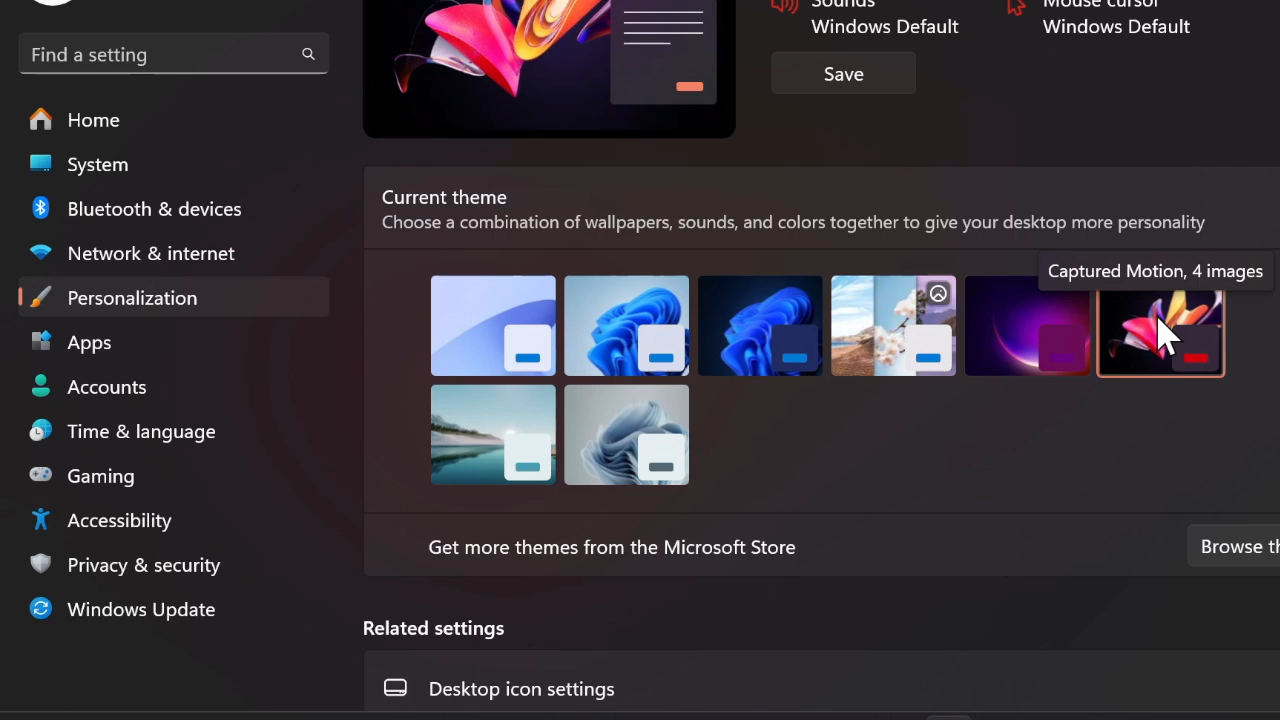 Sounds
Windows Default
Mouse cursor
Windows Default
Find a setting
Save
Home
System
Bluetooth & devices
Network & internet
Personalization
Apps
Accounts
Time & language
Gaming
Accessibility
Privacy & security
Windows Update
Current theme
Choose a combination of wallpapers, sounds, and colors together to give your desktop more personality
Captured Motion, 4 images
Get more themes from the Microsoft Store
Browse th
Related settings
Desktop icon settings